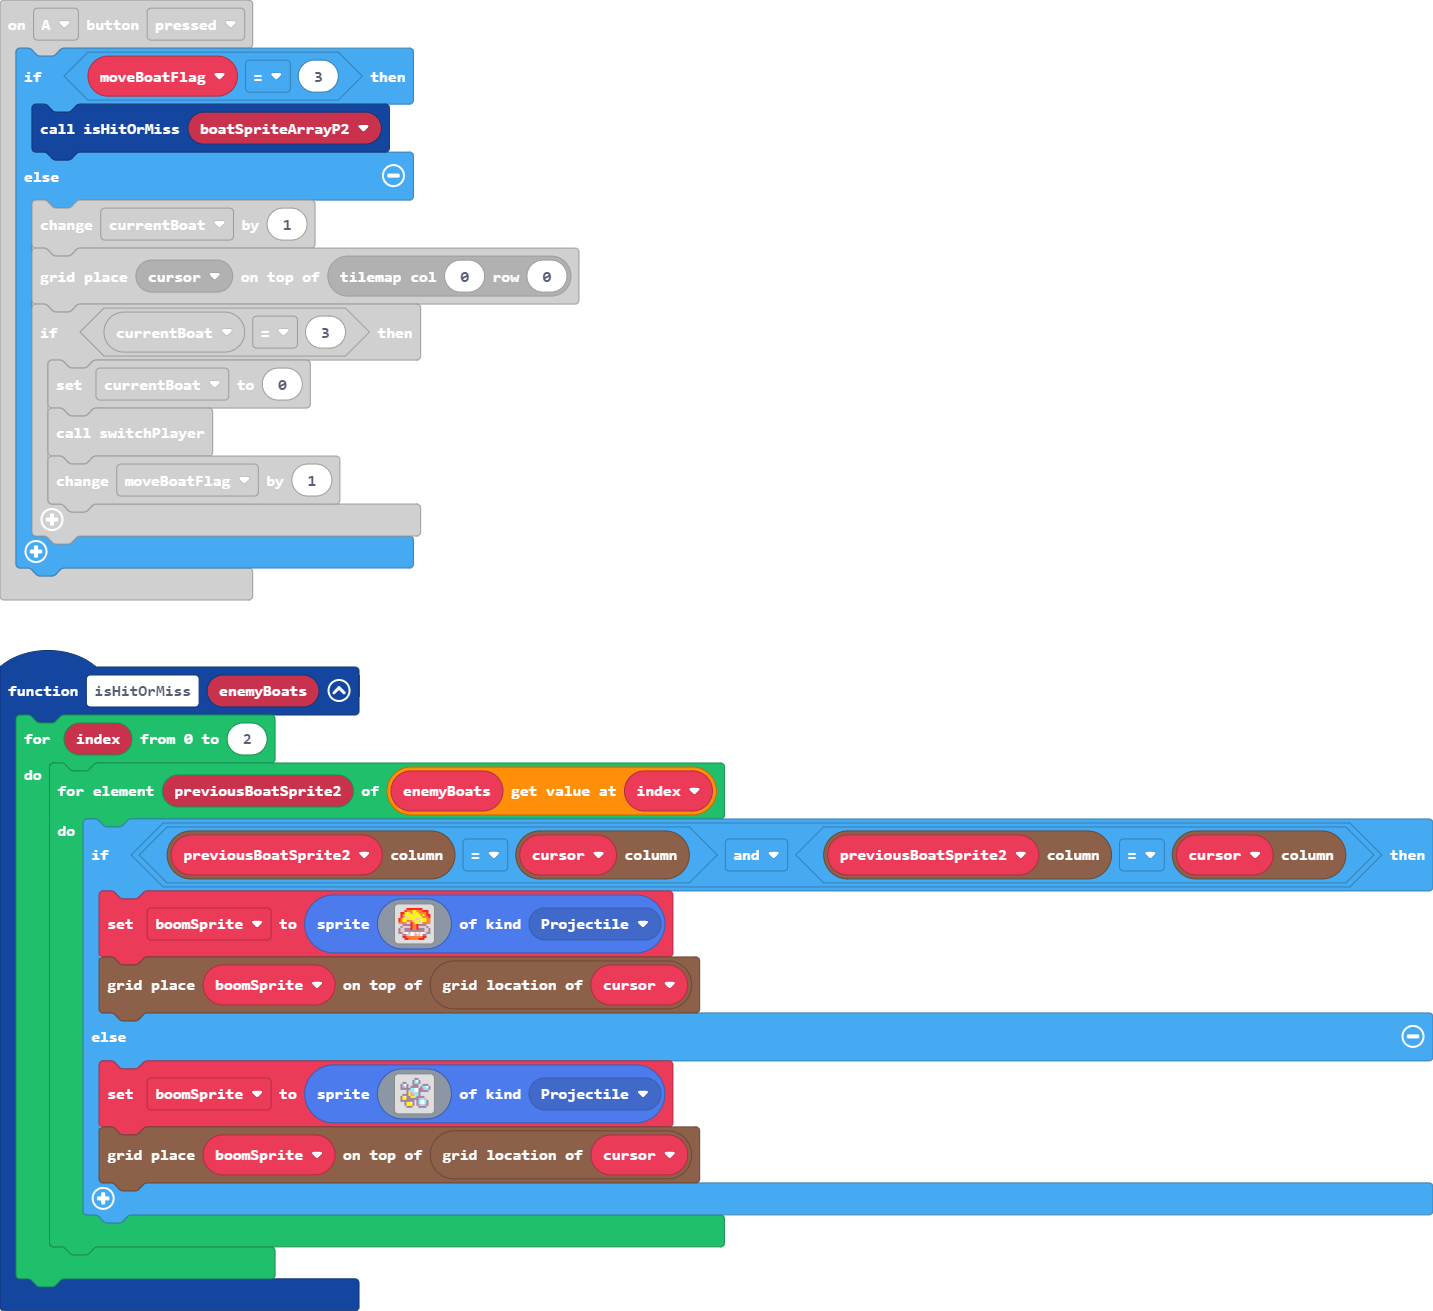 on A button pressed
if moveBoatFlag = 3 then
call isHitOrMiss boatSpriteArrayP2
else
change currentBoat by 1
grid place cursor on top of tilemap col 0 row 0
if currentBoat = 3 then
set currentBoat to 0
call switchPlayer
change moveBoatFlag by 1
function isHitOrMiss enemyBoats
for index from 0 to 2
do
for element previousBoatSprite2 of enemyBoats get value at index
do
if previousBoatSprite2 column = cursor column and previousBoatSprite2 column = cursor column then
set boomSprite to sprite of kind Projectile
grid place boomSprite on top of grid location of cursor
else
set boomSprite to sprite of kind Projectile
grid place boomSprite on top of grid location of cursor